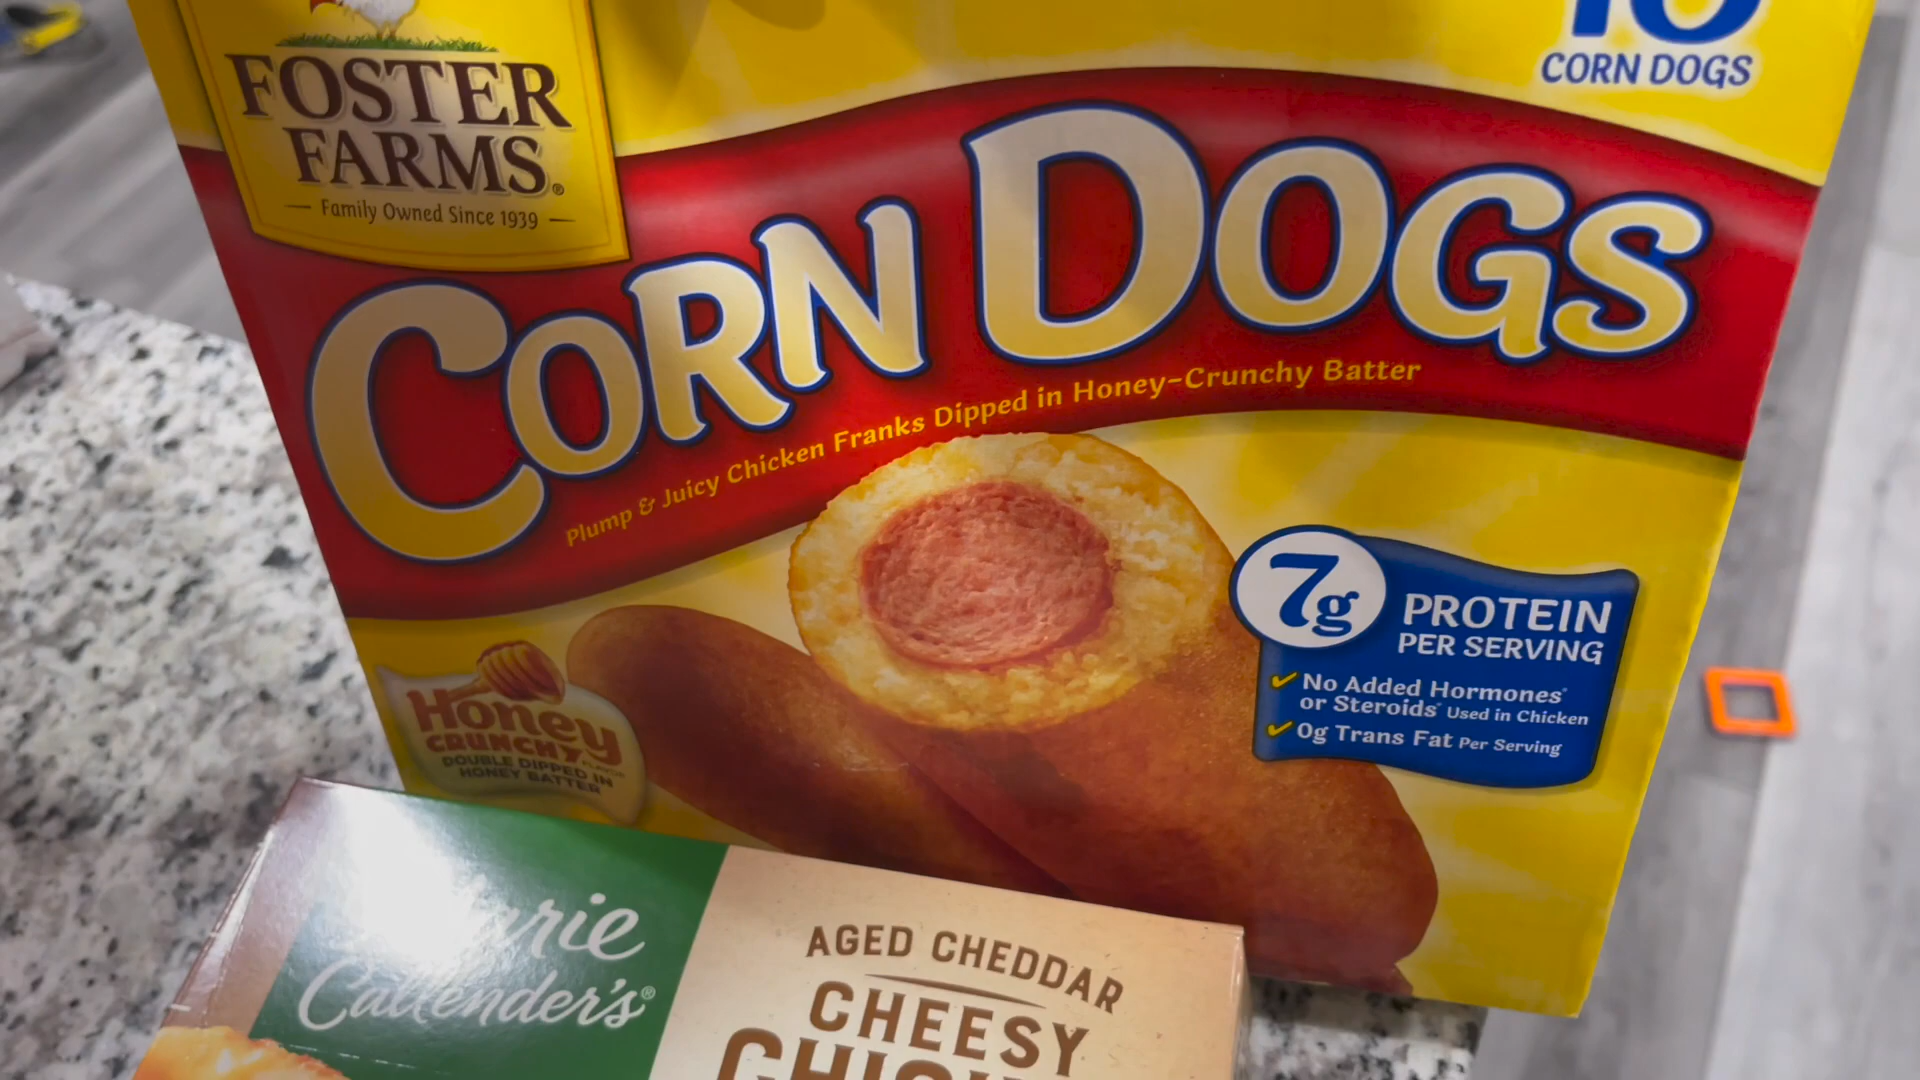 FOSTER
FARMS®
Family Owned Since 1939
CORN DOGS
CORN DOGS
Plump & Juicy Chicken Franks Dipped in Honey-Crunchy Batter
7g
PROTEIN
PER SERVING
No Added Hormones*
or Steroids* Used in Chicken
0g Trans Fat Per Serving
Honey
CRUNCHY FLAVOR
DOUBLE DIPPED IN
HONEY BATTER
Marie
Callender's®
AGED CHEDDAR
CHEESY